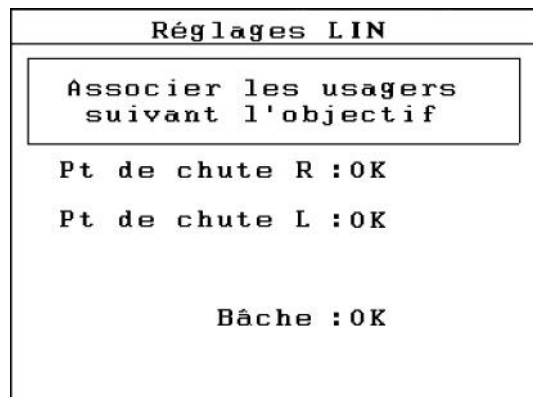 Réglages LIN
Associer les usagers
suivant l'objectif
Pt de chute R :OK
Pt de chute L :OK
Bâche :OK